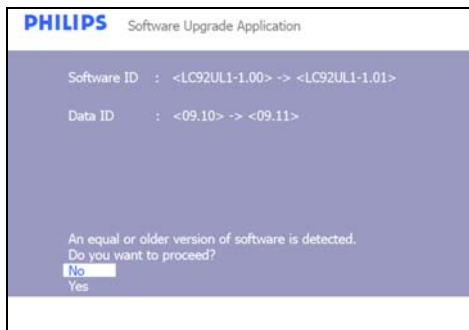 PHILIPS Software Upgrade Application
Software ID : <LC92UL1-1.00> -> <LC92UL1-1.01>
Data ID : <09.10> -> <09.11>
An equal or older version of software is detected.
Do you want to proceed?
No
Yes